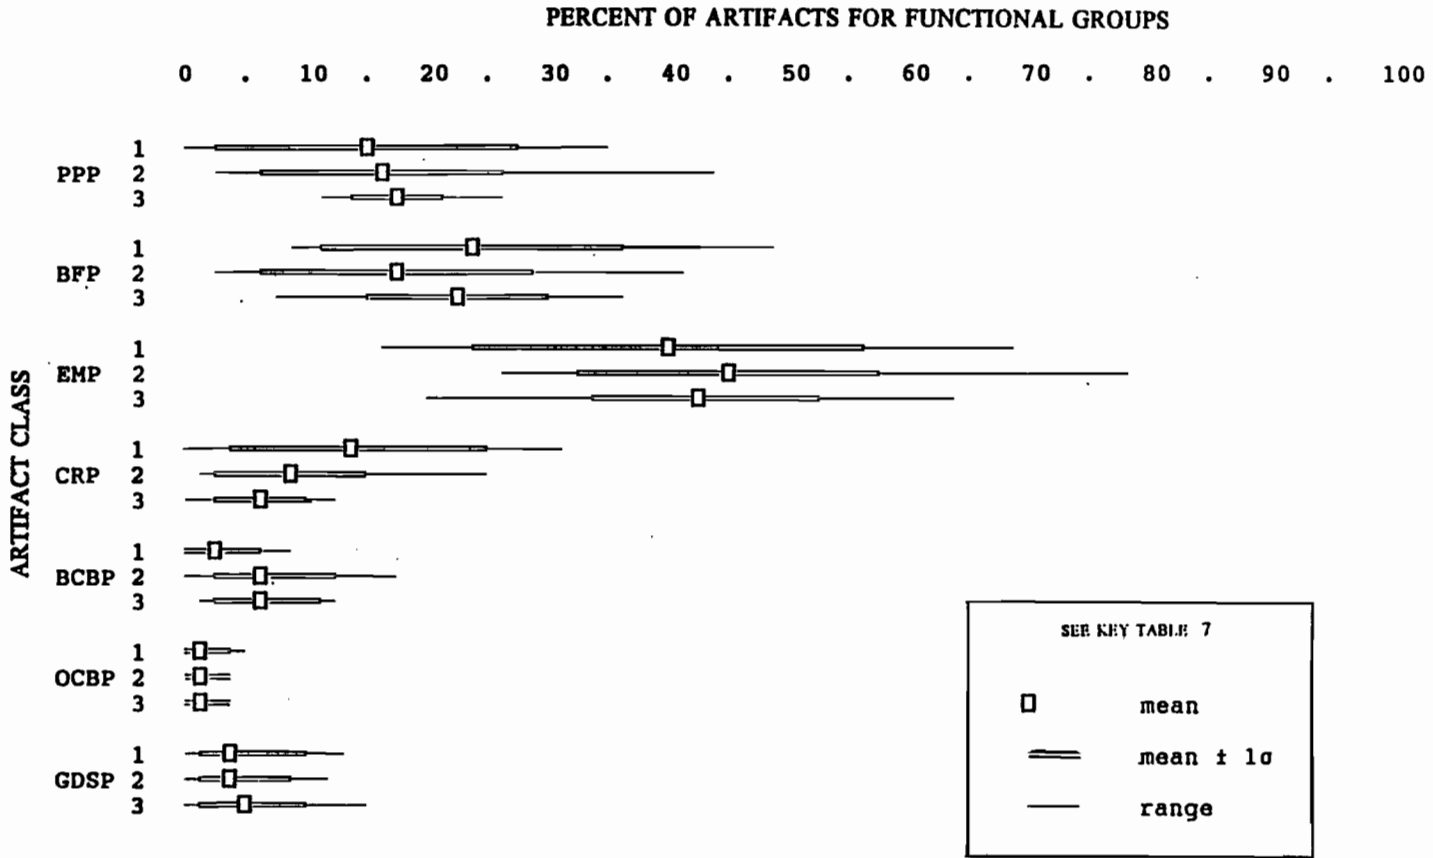 PERCENT OF ARTIFACTS FOR FUNCTIONAL GROUPS
0 . 10 . 20 . 30 . 40 . 50 . 60 . 70 . 80 . 90 . 100
ARTIFACT CLASS
1
PPP 2
3
1
BFP 2
3
1
EMP 2
3
1
CRP 2
3
1
BCBP 2
3
1
OCBP 2
3
1
GDSP 2
3
SEE KEY TABLE 7
mean
mean ± 1σ
range